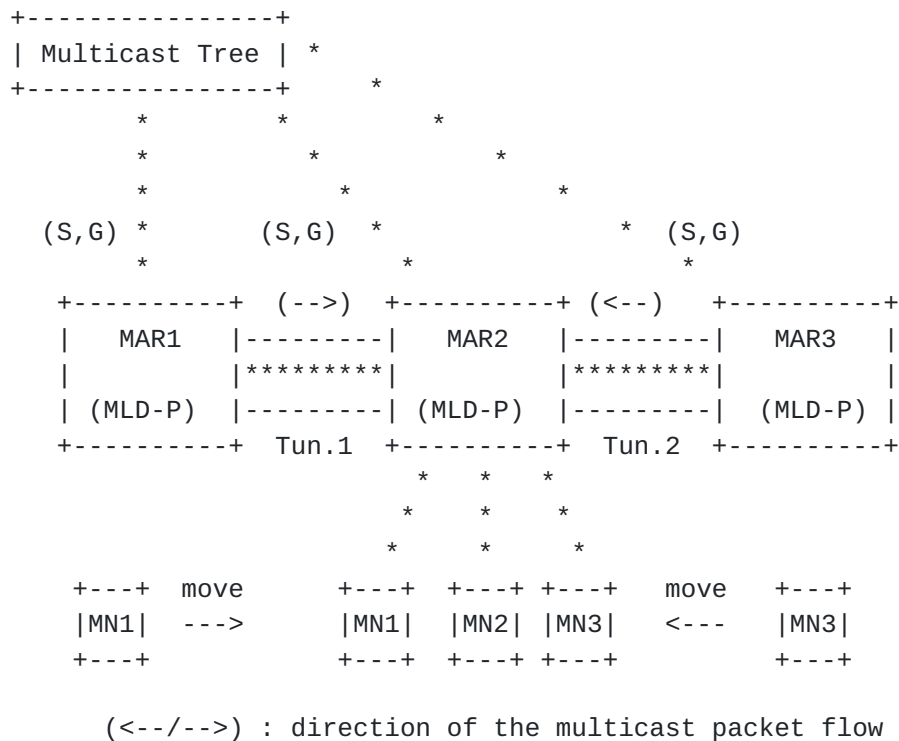 +----------------+
| Multicast Tree | *
+----------------+     *
        *        *         *
        *          *           *
        *            *             *
  (S,G) *       (S,G)  *               *  (S,G)
        *                *                 *
   +----------+  (-->)  +----------+ (<--)   +----------+
   |   MAR1   |---------|   MAR2   |---------|   MAR3   |
   |          |*********|          |*********|          |
   | (MLD-P)  |---------| (MLD-P)  |---------|  (MLD-P) |
   +----------+  Tun.1  +----------+  Tun.2  +----------+
                          *   *   *
                         *    *    *
                        *     *     *
    +---+  move      +---+  +---+ +---+   move   +---+
    |MN1|  --->      |MN1|  |MN2| |MN3|   <---   |MN3|
    +---+            +---+  +---+ +---+          +---+
      (<--/-->) : direction of the multicast packet flow